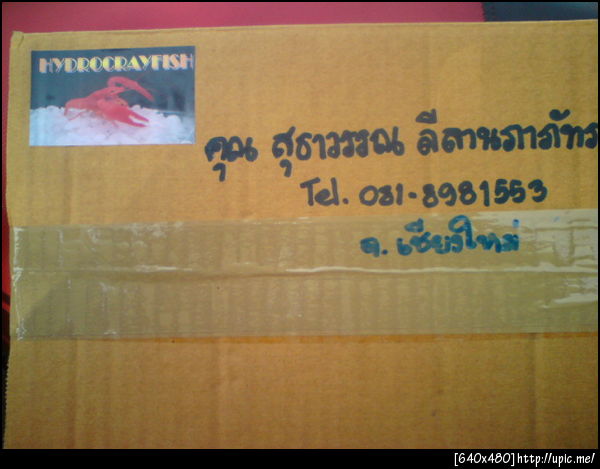 HYDROCRAYFISH
คุณ สุธาวรรณ ลีลานภาภัทร
Tel. 081-8981553
จ. เชียงใหม่
[640x480]http://upic.me/